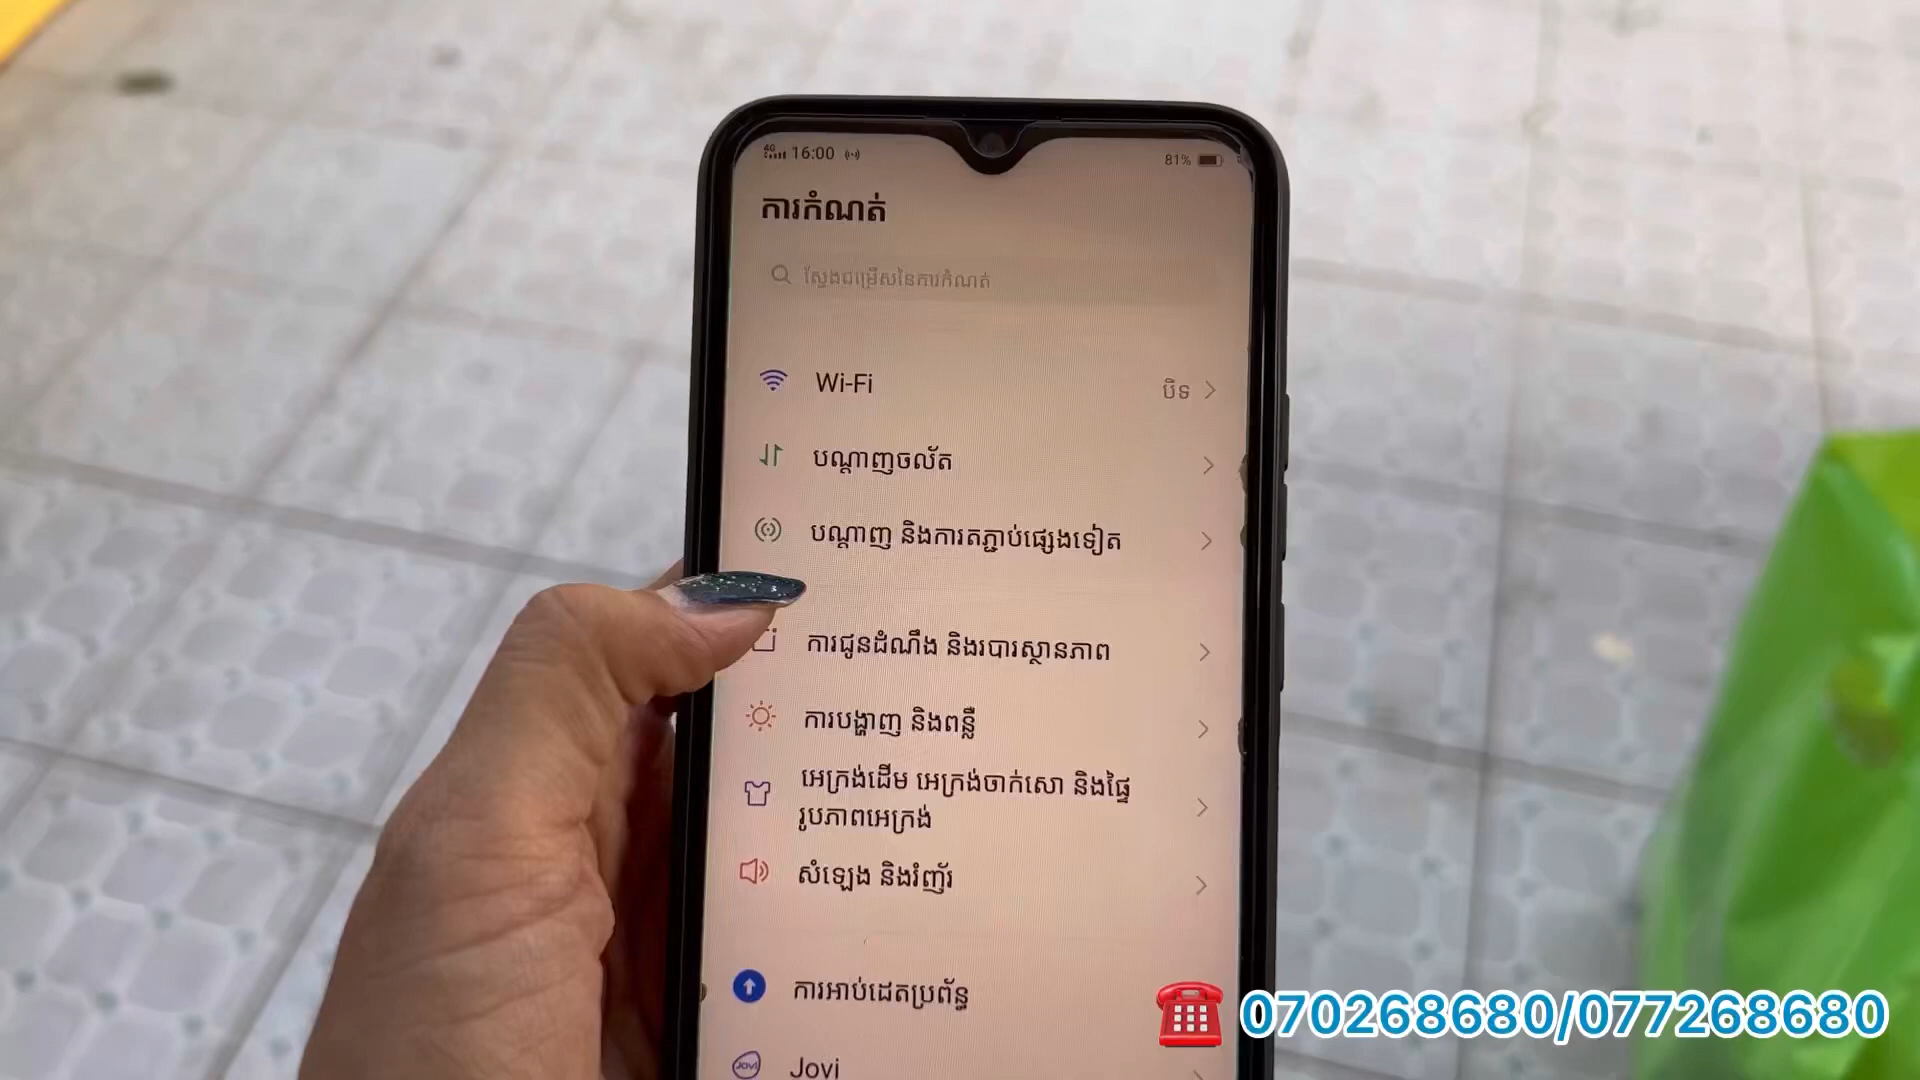 4G 16:00 81%
ការកំណត់
ស្វែងជម្រើសនៃការកំណត់
Wi-Fi បិទ
បណ្ដាញចល័ត
បណ្ដាញ និងការតភ្ជាប់ផ្សេងទៀត
ការជូនដំណឹង និងរបារស្ថានភាព
ការបង្ហាញ និងពន្លឺ
អេក្រង់ដើម អេក្រង់ចាក់សោ និងផ្ទៃ
រូបភាពអេក្រង់
សំឡេង និងរំញ័រ
ការអាប់ដេតប្រព័ន្ធ
Jovi
070268680/077268680